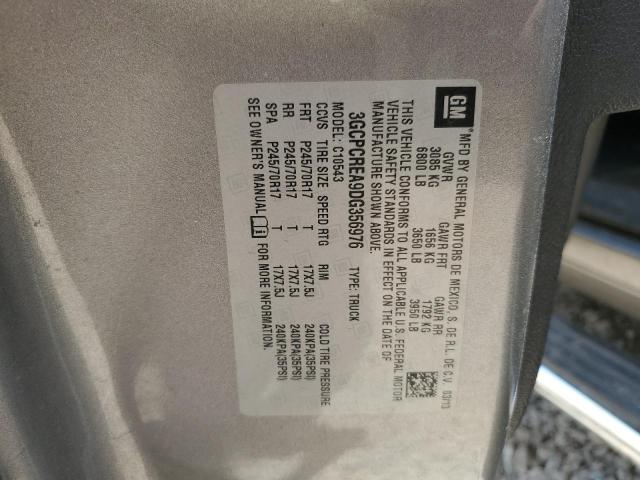 GM
MFD BY GENERAL MOTORS DE MEXICO, S. DE R.L. DE C.V. 03/13
GVWR GAWR FRT GAWR RR
3085 KG 1656 KG 1792 KG
6800 LB 3650 LB 3950 LB
THIS VEHICLE CONFORMS TO ALL APPLICABLE U.S. FEDERAL MOTOR
VEHICLE SAFETY STANDARDS IN EFFECT ON THE DATE OF
MANUFACTURE SHOWN ABOVE.
3GCPCREA9DG356976 TYPE: TRUCK
MODEL: C10543
CCVS TIRE SIZE SPEED RTG RIM COLD TIRE PRESSURE
FRT P245/70R17 T 17X7.5J 240KPA(35PSI)
RR P245/70R17 T 17X7.5J 240KPA(35PSI)
SPA P245/70R17 T 17X7.5J 240KPA(35PSI)
SEE OWNER'S MANUAL FOR MORE INFORMATION.